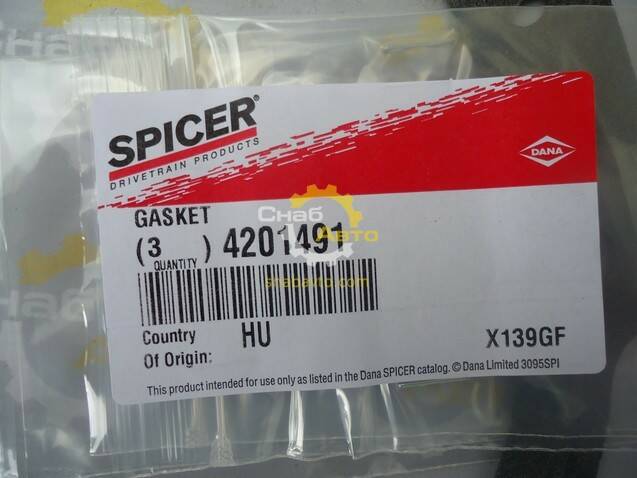 SPICER®
DRIVETRAIN PRODUCTS
DANA
GASKET
(3 ) 4201491
QUANTITY
Снаб
Авто
snabavto.com
Country
Of Origin:
HU
X139GF
This product intended for use only as listed in the Dana SPICER catalog. © Dana Limited 3095SPI